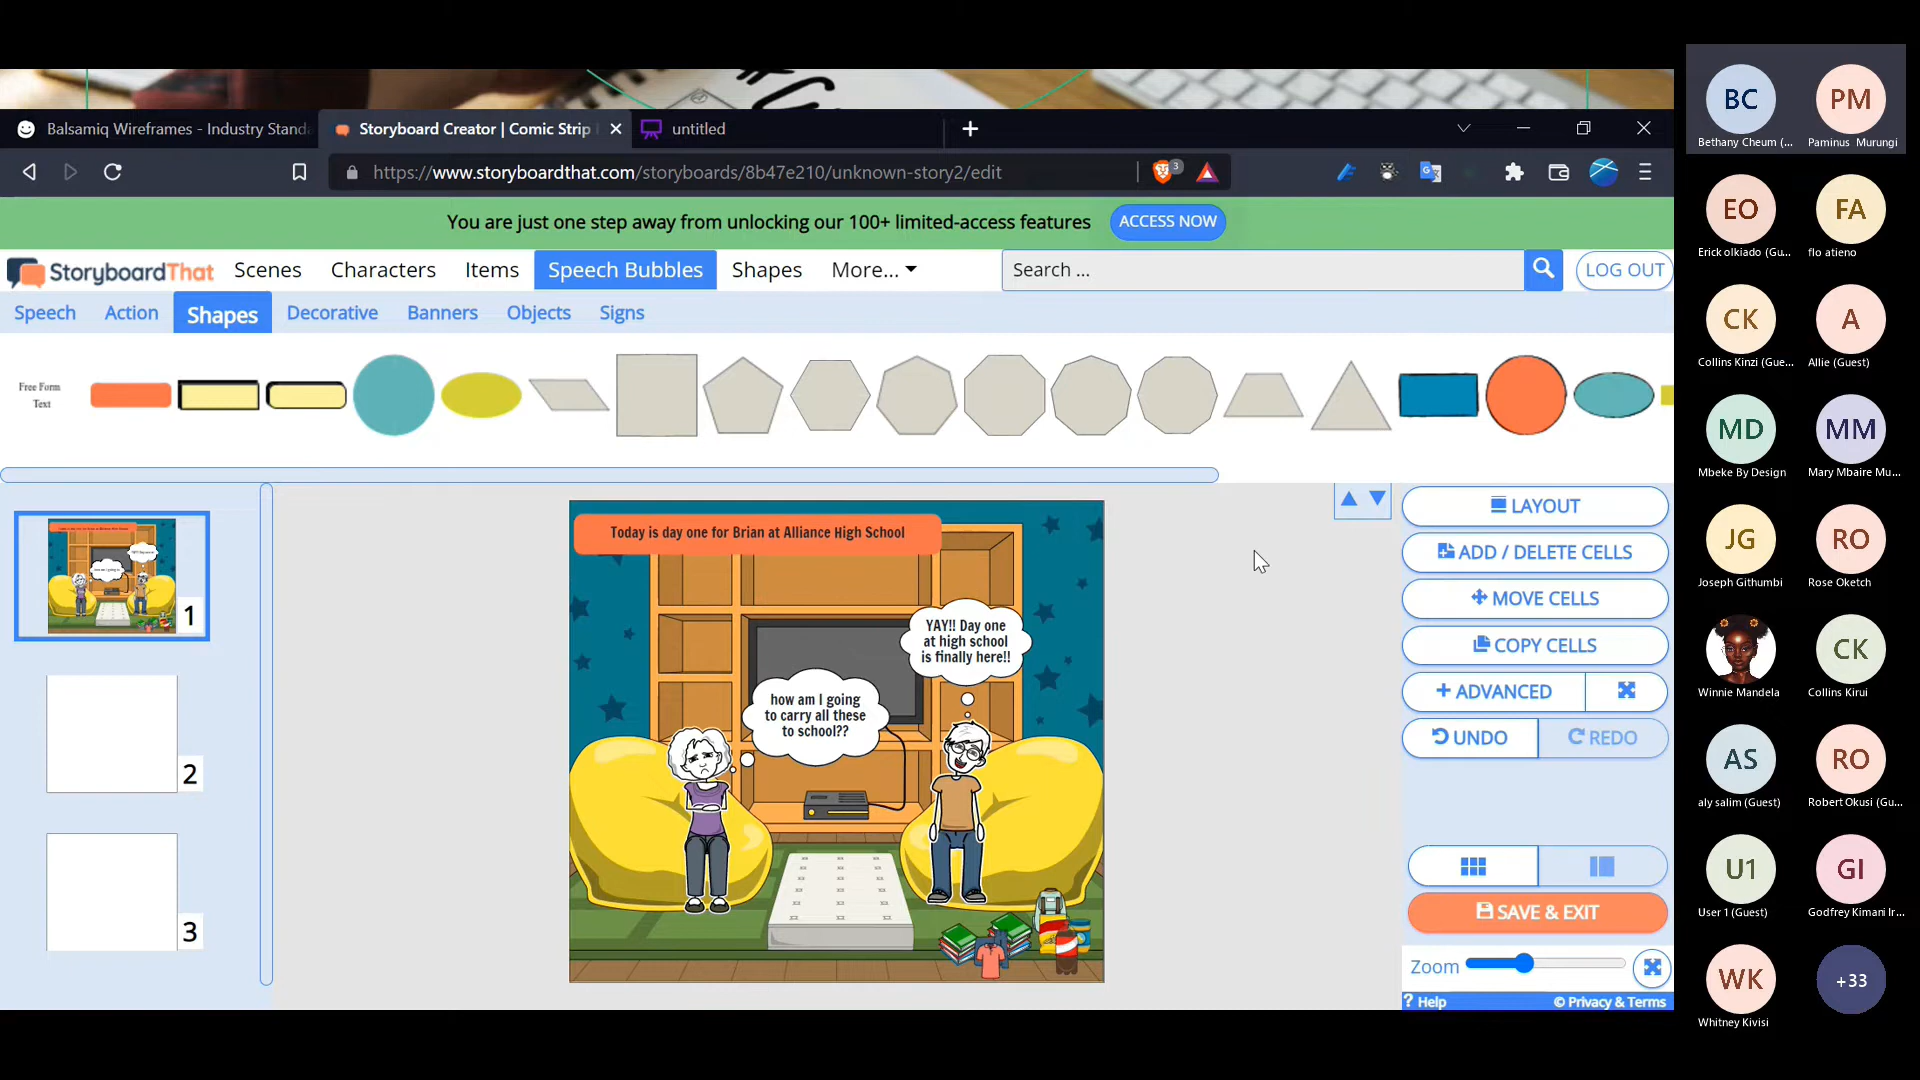 Balsamiq Wireframes - Industry Standa
Storyboard Creator | Comic Strip
untitled
https://www.storyboardthat.com/storyboards/8b47e210/unknown-story2/edit
3
You are just one step away from unlocking our 100+ limited-access features
ACCESS NOW
StoryboardThat
Scenes
Characters
Items
Speech Bubbles
Shapes
More...
Search ...
LOG OUT
Speech
Action
Shapes
Decorative
Banners
Objects
Signs
Free Form
Text
1
2
3
Today is day one for Brian at Alliance High School
YAY!! Day one
at high school
is finally here!!
how am I going
to carry all these
to school??
LAYOUT
ADD / DELETE CELLS
MOVE CELLS
COPY CELLS
+ ADVANCED
UNDO
REDO
SAVE & EXIT
Zoom
? Help
© Privacy & Terms
BC
Bethany Cheum (...
PM
Paminus Murungi
EO
Erick olkiado (Gu...
FA
flo atieno
CK
Collins Kinzi (Gue...
A
Allie (Guest)
MD
Mbeke By Design
MM
Mary Mbaire Mu...
JG
Joseph Githumbi
RO
Rose Oketch
Winnie Mandela
CK
Collins Kirui
AS
aly salim (Guest)
RO
Robert Okusi (Gu...
U1
User 1 (Guest)
GI
Godfrey Kimani Ir...
WK
Whitney Kivisi
+33